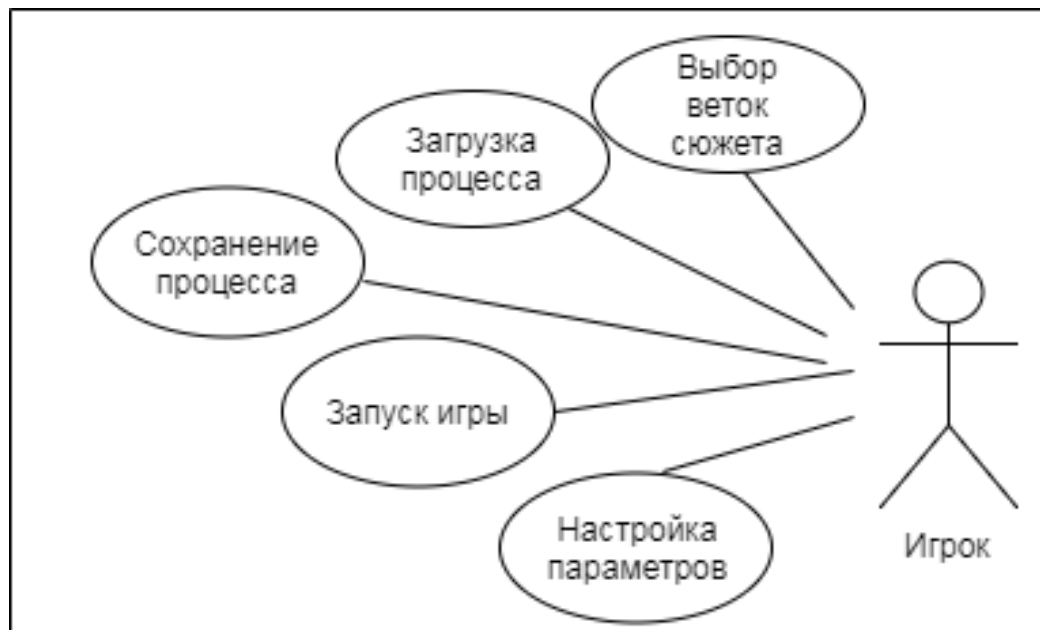 Выбор
веток
сюжета
Загрузка
процесса
Сохранение
процесса
Запуск игры
Настройка
параметров
Игрок